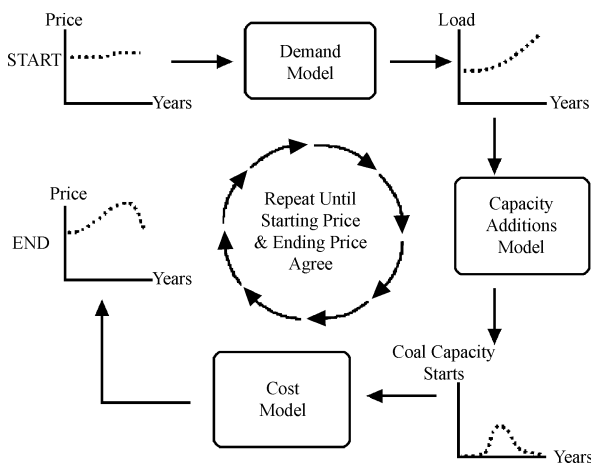 Price
START
Years
Demand
Model
Load
Years
Capacity
Additions
Model
Coal Capacity
Starts
Years
Cost
Model
Price
END
Years
Repeat Until
Starting Price
& Ending Price
Agree